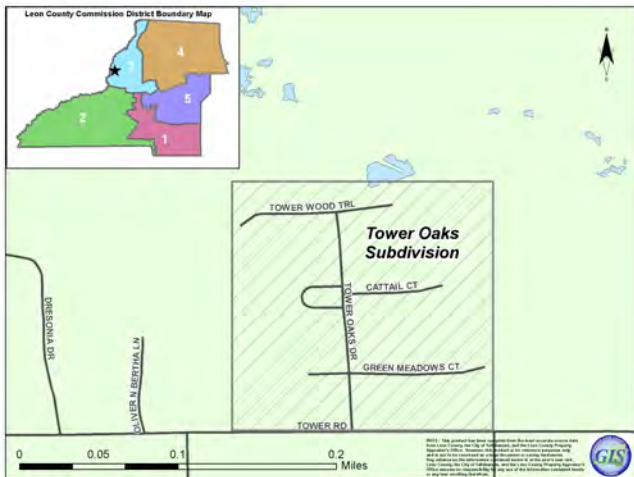 Leon County Commission District Boundary Map
4
3
5
2
1
N
TOWER WOOD TRL
Tower Oaks
Subdivision
CATTAIL CT
TOWER OAKS DR
GREEN MEADOWS CT
DRESONIA DR
OLIVER N BERTHA LN
TOWER RD
0 0.05 0.1 0.2
Miles
GIS